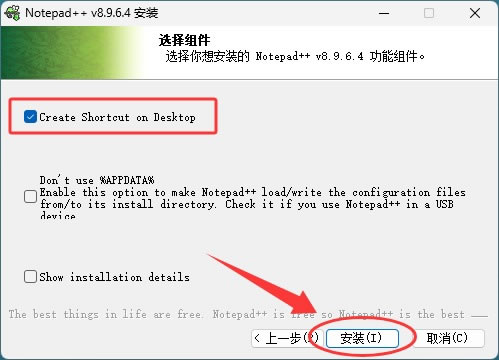 Notepad++ v8.9.6.4 安装
选择组件
选择你想安装的 Notepad++ v8.9.6.4 功能组件。
Create Shortcut on Desktop
Don't use %APPDATA%
Enable this option to make Notepad++ load/write the configuration files
from/to its install directory. Check it if you use Notepad++ in a USB
device.
Show installation details
The best things in life are free. Notepad++ is free so Notepad++ is the best
< 上一步(P)
安装(I)
取消(C)